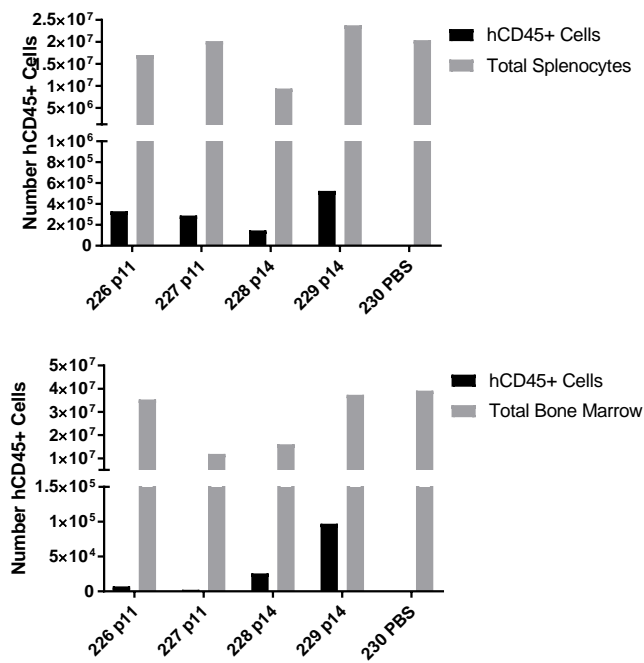 Number hCD45+ Cells
2.5×10⁷
2×10⁷
1.5×10⁷
1×10⁷
5×10⁶
1×10⁶
8×10⁵
6×10⁵
4×10⁵
2×10⁵
0
226 p11
227 p11
228 p14
229 p14
230 PBS
hCD45+ Cells
Total Splenocytes
Number hCD45+ Cells
5×10⁷
4×10⁷
3×10⁷
2×10⁷
1×10⁷
1.5×10⁵
1×10⁵
5×10⁴
0
226 p11
227 p11
228 p14
229 p14
230 PBS
hCD45+ Cells
Total Bone Marrow